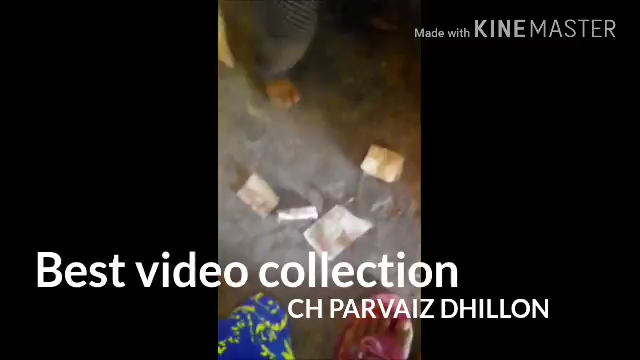 Made with KINEMASTER
Best video collection
CH PARVAIZ DHILLON